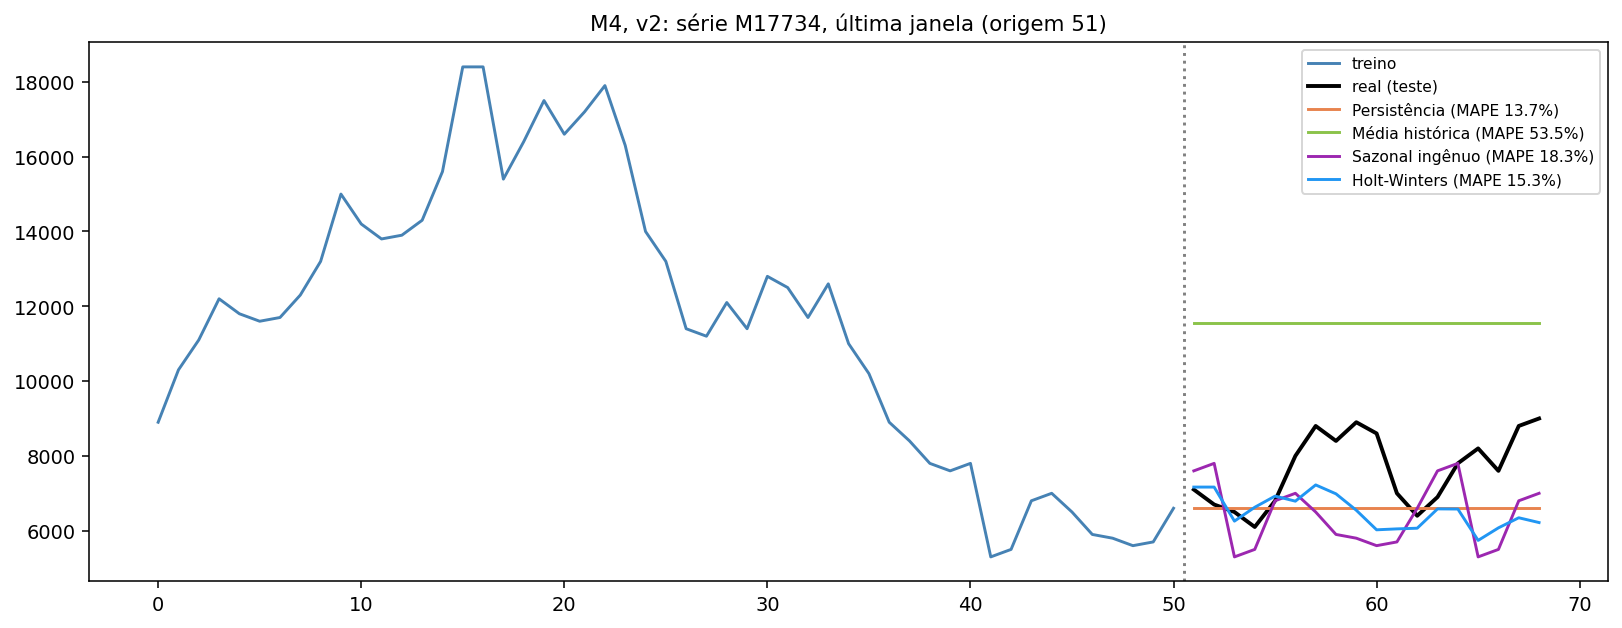 M4, v2: série M17734, última janela (origem 51)
treino
real (teste)
Persistência (MAPE 13.7%)
Média histórica (MAPE 53.5%)
Sazonal ingênuo (MAPE 18.3%)
Holt-Winters (MAPE 15.3%)
18000
16000
14000
12000
10000
8000
6000
0 10 20 30 40 50 60 70